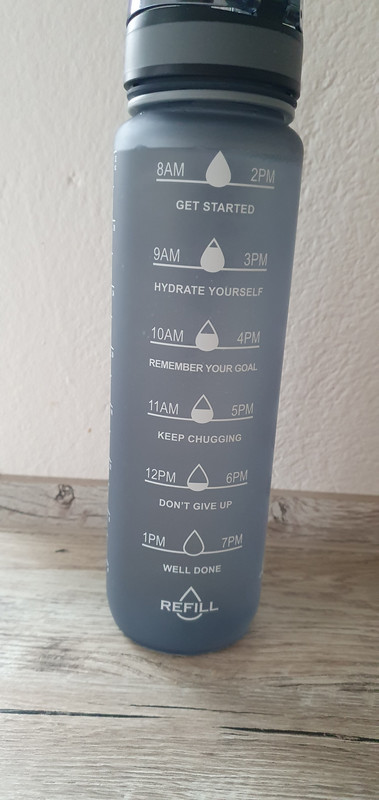 8AM 2PM
GET STARTED
9AM 3PM
HYDRATE YOURSELF
10AM 4PM
REMEMBER YOUR GOAL
11AM 5PM
KEEP CHUGGING
12PM 6PM
DON'T GIVE UP
1PM 7PM
WELL DONE
REFILL